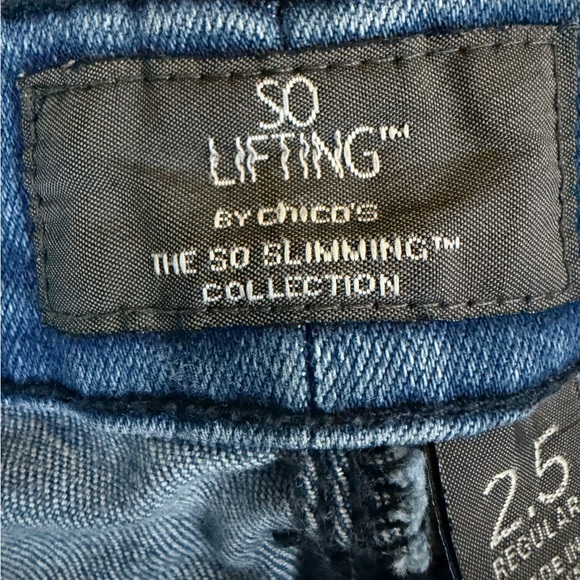 SO
LIFTING™
BY chico's
THE SO SLIMMING™
COLLECTION
2.5
REGULAR